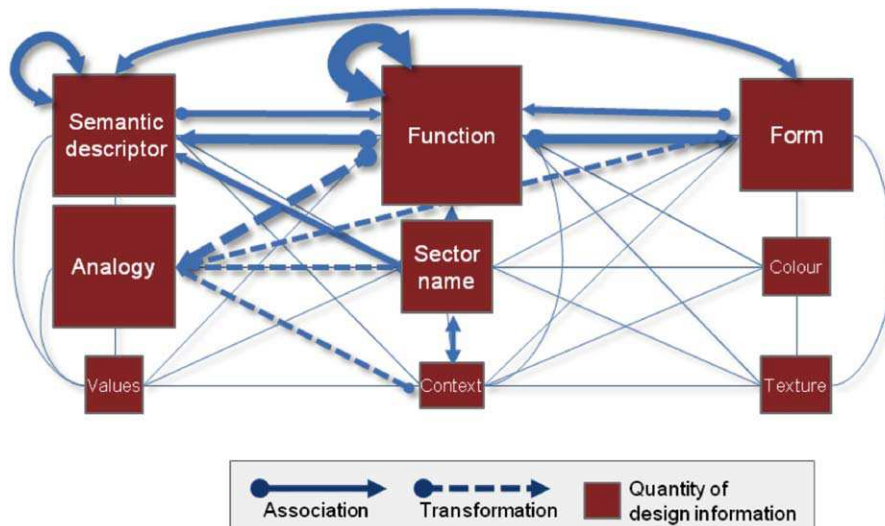 Semantic
descriptor
Function
Form
Analogy
Sector
name
Colour
Values
Context
Texture
Association
Transformation
Quantity of
design information